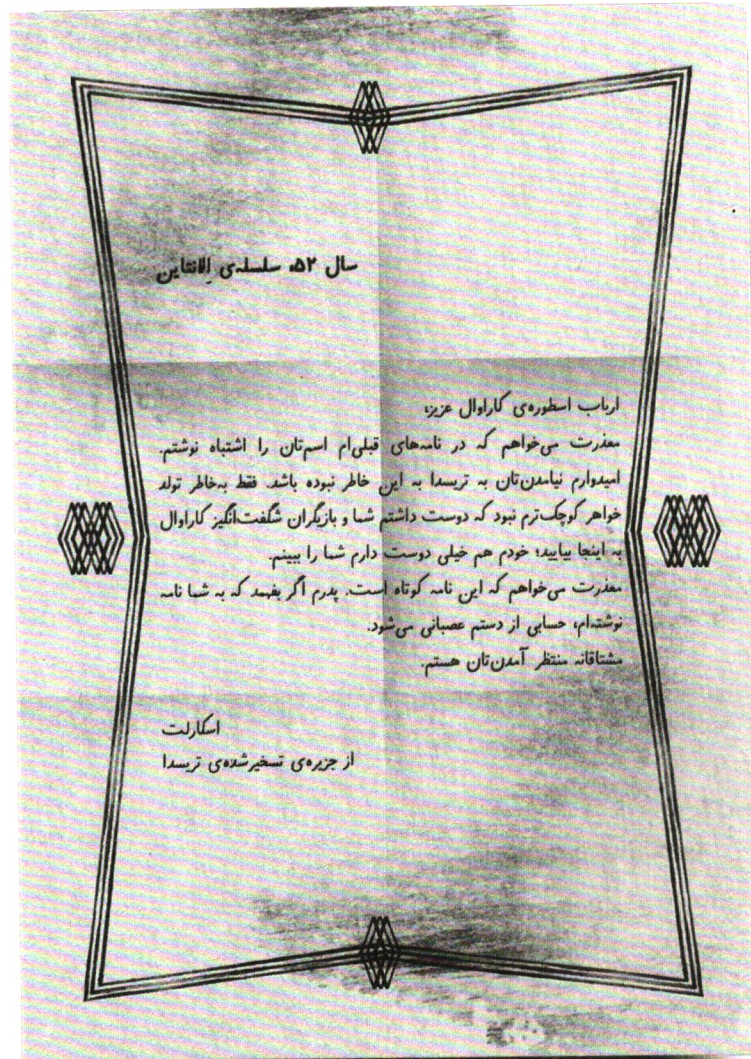 سال ۵۲، سلسله‌ی اِلانتاین
ارباب اسطوره‌ی کاراوال عزیز،
معذرت می‌خواهم که در نامه‌های قبلی‌ام اسم‌تان را اشتباه نوشتم.
امیدوارم نیامدن‌تان به تریسدا به این خاطر نبوده باشد. فقط به‌خاطر تولد
خواهر کوچک‌ترم نبود که دوست داشتم شما و بازیگران شگفت‌انگیز کاراوال
به اینجا بیایید؛ خودم هم خیلی دوست دارم شما را ببینم.
معذرت می‌خواهم که این نامه کوتاه است. پدرم اگر بفهمد که به شما نامه
نوشته‌ام، حسابی از دستم عصبانی می‌شود.
مشتاقانه منتظر آمدن‌تان هستم.
اسکارلت
از جزیره‌ی تسخیرشده‌ی تریسدا